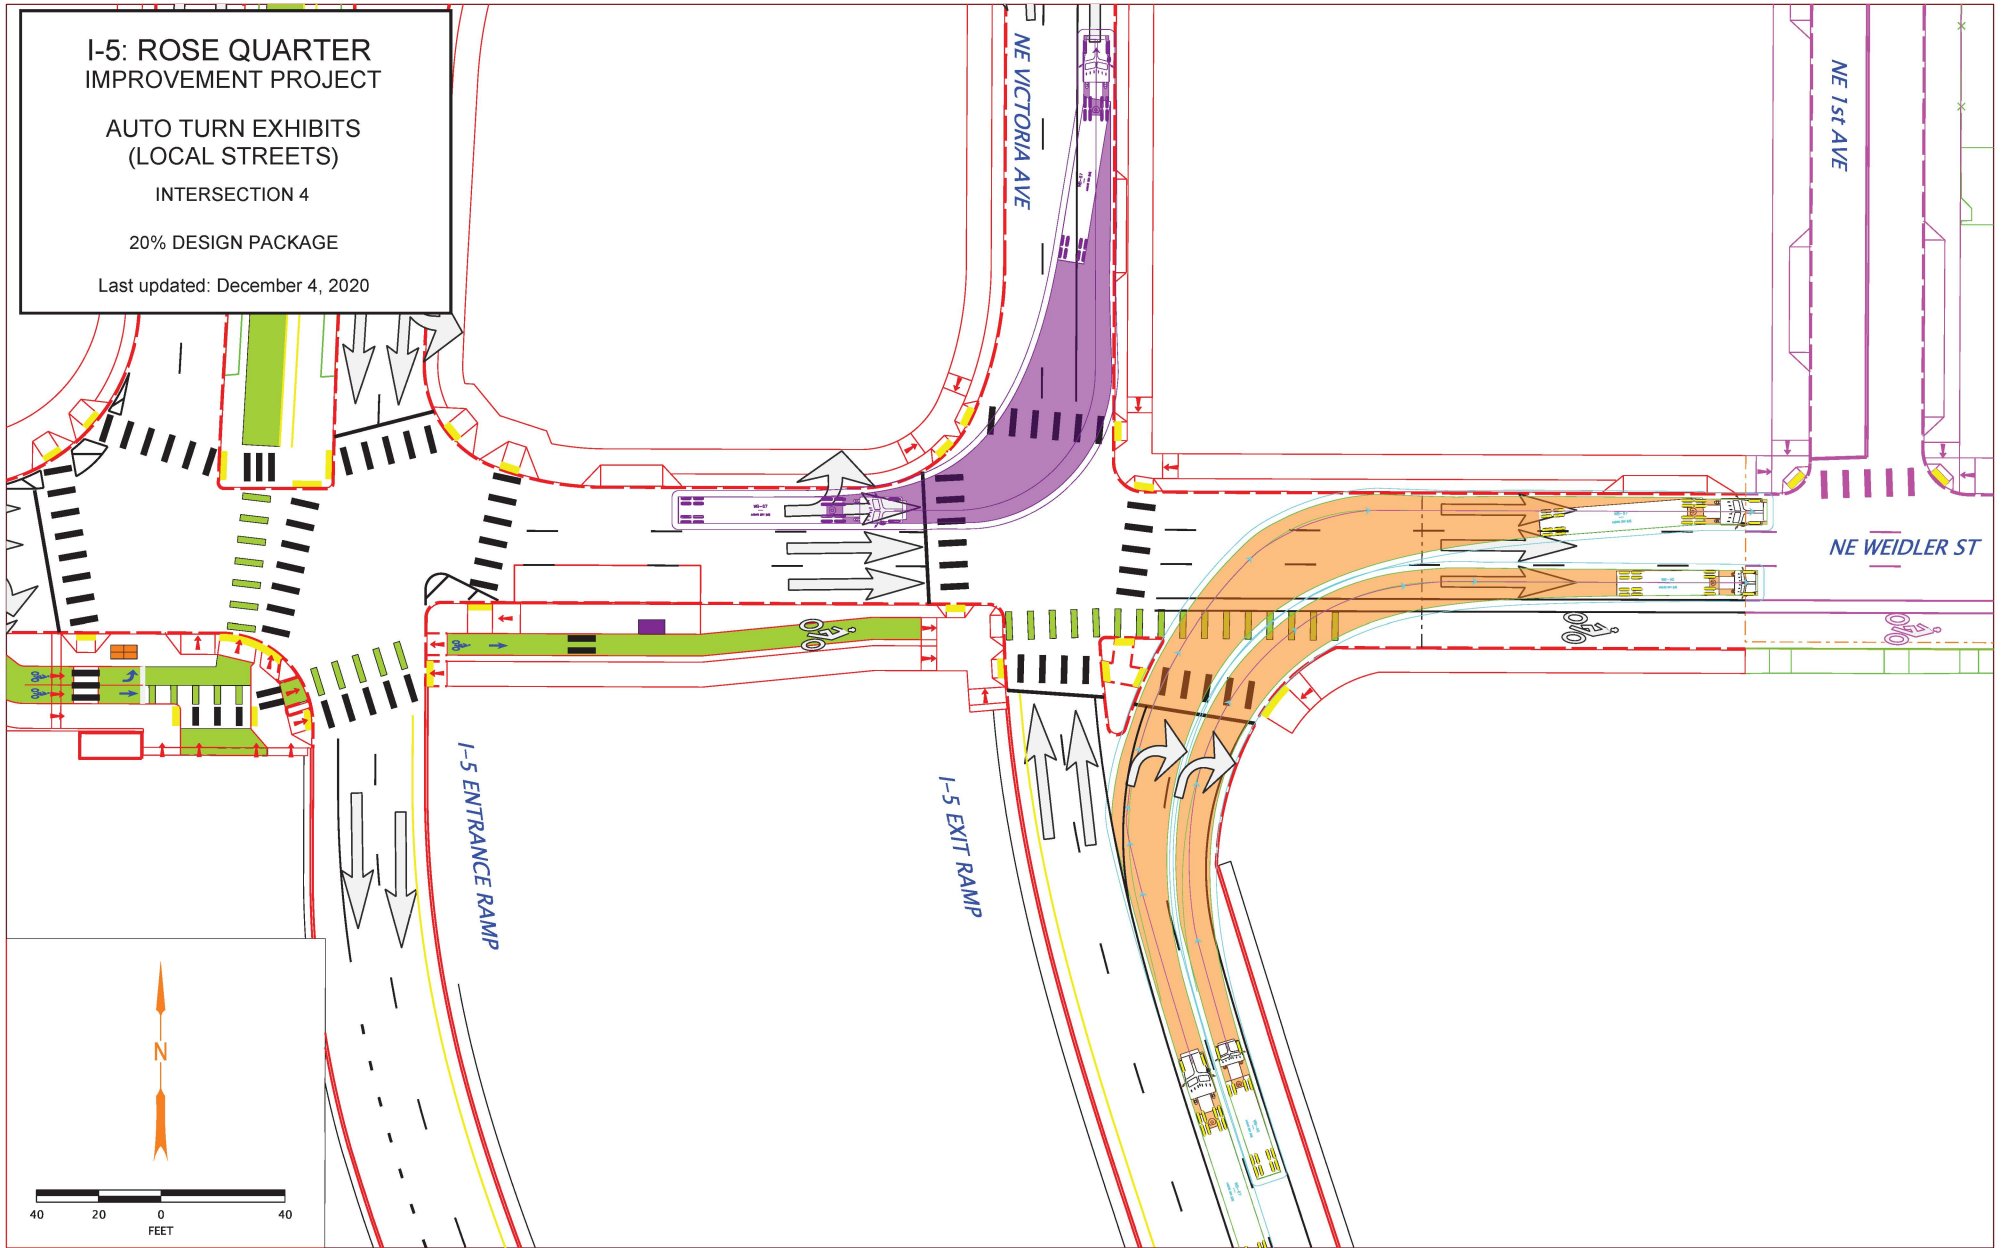 I-5: ROSE QUARTER
IMPROVEMENT PROJECT
AUTO TURN EXHIBITS
(LOCAL STREETS)
INTERSECTION 4
20% DESIGN PACKAGE
Last updated: December 4, 2020
NE VICTORIA AVE
NE 1st AVE
NE WEIDLER ST
I-5 ENTRANCE RAMP
I-5 EXIT RAMP
N
40 20 0 40
FEET